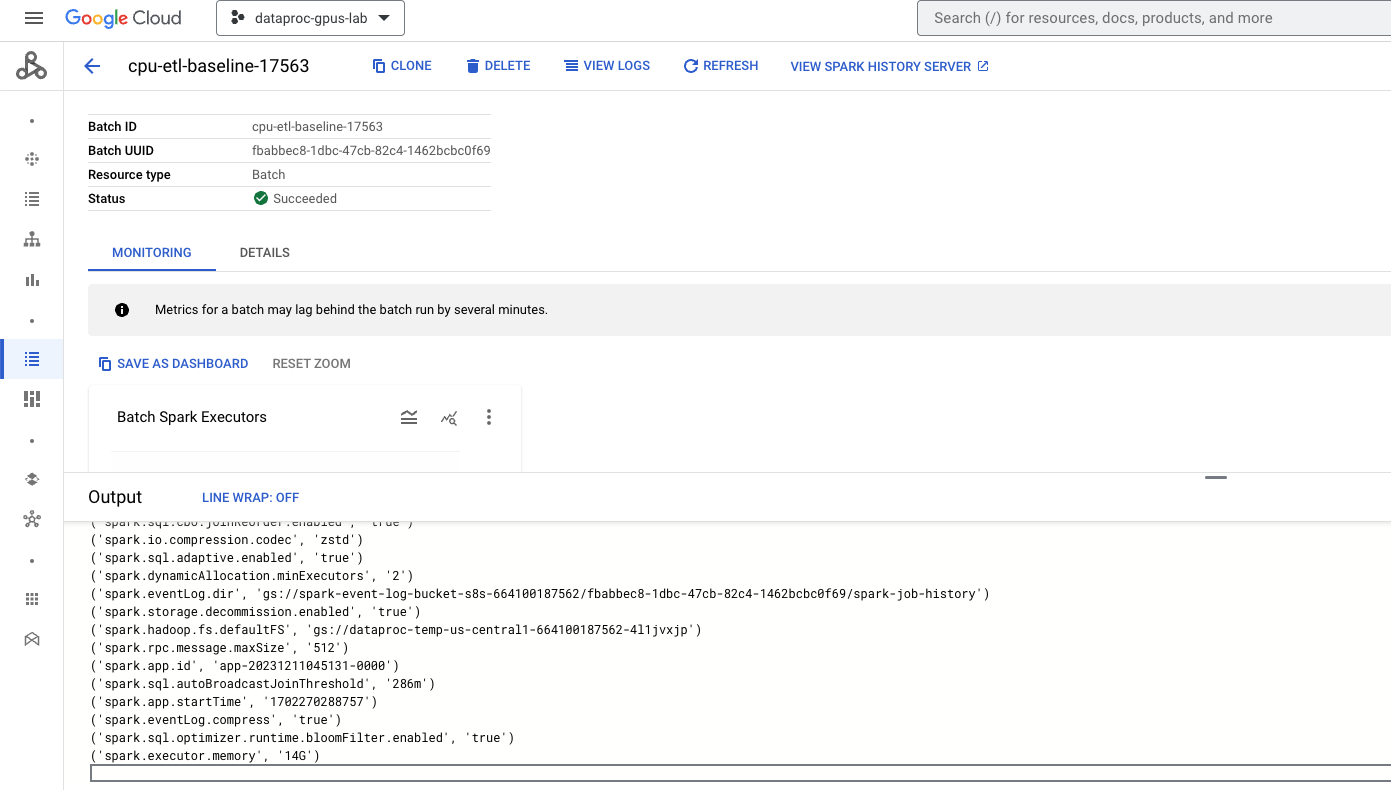 Google Cloud
dataproc-gpus-lab
Search (/) for resources, docs, products, and more
cpu-etl-baseline-17563
CLONE
DELETE
VIEW LOGS
REFRESH
VIEW SPARK HISTORY SERVER
Batch ID cpu-etl-baseline-17563
Batch UUID fbabbec8-1dbc-47cb-82c4-1462bcbc0f69
Resource type Batch
Status Succeeded
MONITORING
DETAILS
Metrics for a batch may lag behind the batch run by several minutes.
SAVE AS DASHBOARD
RESET ZOOM
Batch Spark Executors
Output
LINE WRAP: OFF
('spark.sql.cbo.joinReorder.enabled', 'true')
('spark.io.compression.codec', 'zstd')
('spark.sql.adaptive.enabled', 'true')
('spark.dynamicAllocation.minExecutors', '2')
('spark.eventLog.dir', 'gs://spark-event-log-bucket-s8s-664100187562/fbabbec8-1dbc-47cb-82c4-1462bcbc0f69/spark-job-history')
('spark.storage.decommission.enabled', 'true')
('spark.hadoop.fs.defaultFS', 'gs://dataproc-temp-us-central1-664100187562-4l1jvxjp')
('spark.rpc.message.maxSize', '512')
('spark.app.id', 'app-20231211045131-0000')
('spark.sql.autoBroadcastJoinThreshold', '286m')
('spark.app.startTime', '1702270288757')
('spark.eventLog.compress', 'true')
('spark.sql.optimizer.runtime.bloomFilter.enabled', 'true')
('spark.executor.memory', '14G')